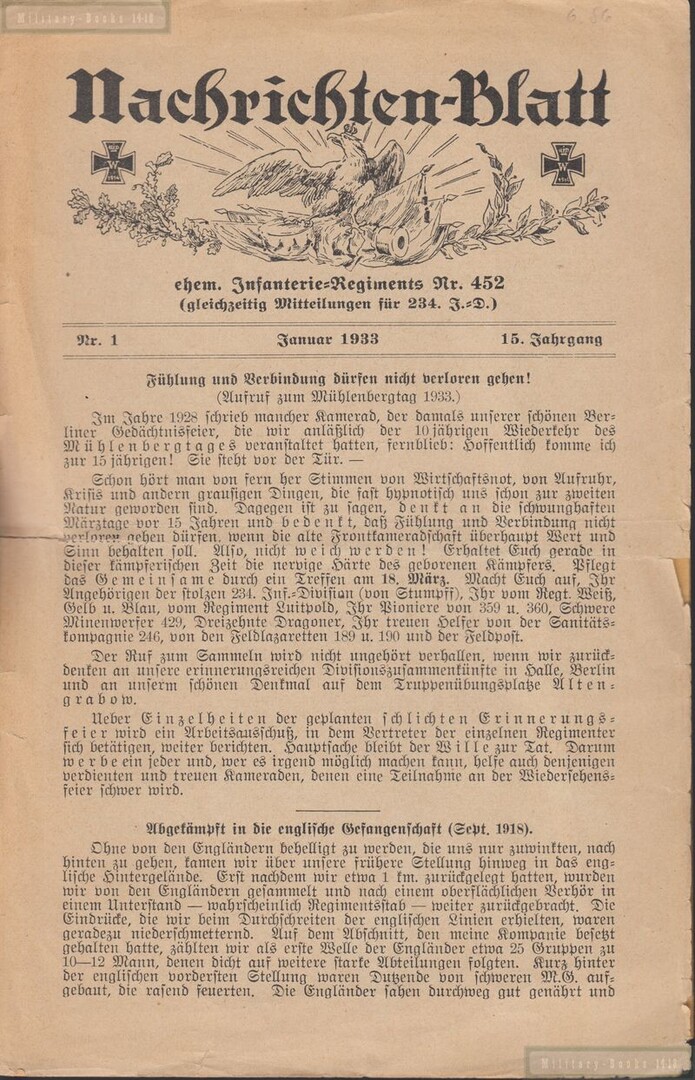 Military-Books 1418
6. 56
Nachrichten-Blatt
W
1914
W
ehem. Infanterie-Regiments Nr. 452
(gleichzeitig Mitteilungen für 234. I.-D.)
Nr. 1 Januar 1933 15. Jahrgang
Fühlung und Verbindung dürfen nicht verloren gehen!
(Aufruf zum Mühlenbergtag 1933.)
Im Jahre 1928 schrieb mancher Kamerad, der damals unserer schönen Ber-
liner Gedächtnisfeier, die wir anläßlich der 10 jährigen Wiederkehr des
Mühlenbergtages veranstaltet hatten, fernblieb: Hoffentlich komme ich
zur 15 jährigen! Sie steht vor der Tür. —
Schon hört man von fern her Stimmen von Wirtschaftsnot, von Aufruhr,
Krisis und andern grausigen Dingen, die fast hypnotisch uns schon zur zweiten
Natur geworden sind. Dagegen ist zu sagen, denkt an die schwunghaften
Märztage vor 15 Jahren und bedenkt, daß Fühlung und Verbindung nicht
verloren gehen dürfen, wenn die alte Frontkameradschaft überhaupt Wert und
Sinn behalten soll. Also, nicht weich werden! Erhaltet Euch gerade in
dieser kämpferischen Zeit die nervige Härte des geborenen Kämpfers. Pflegt
das Gemeinsame durch ein Treffen am 18. März. Macht Euch auf, Ihr
Angehörigen der stolzen 234. Inf.-Division (von Stumpff), Ihr vom Regt. Weiß,
Gelb u. Blau, vom Regiment Luitpold, Ihr Pioniere von 359 u. 360, Schwere
Minenwerfer 429, Dreizehnte Dragoner, Ihr treuen Helfer von der Sanitäts-
kompagnie 246, von den Feldlazaretten 189 u. 190 und der Feldpost.
Der Ruf zum Sammeln wird nicht ungehört verhallen, wenn wir zurück-
denken an unsere erinnerungsreichen Divisionszusammenkünfte in Halle, Berlin
und an unserm schönen Denkmal auf dem Truppenübungsplatze Alten-
grabow.
Ueber Einzelheiten der geplanten schlichten Erinnerungs-
feier wird ein Arbeitsausschuß, in dem Vertreter der einzelnen Regimenter
sich betätigen, weiter berichten. Hauptsache bleibt der Wille zur Tat. Darum
werbe ein jeder und, wer es irgend möglich machen kann, helfe auch denjenigen
verdienten und treuen Kameraden, denen eine Teilnahme an der Wiedersehens-
feier schwer wird.
Abgekämpft in die englische Gefangenschaft (Sept. 1918).
Ohne von den Engländern behelligt zu werden, die uns nur zuwinkten, nach
hinten zu gehen, kamen wir über unsere frühere Stellung hinweg in das eng-
lische Hintergelände. Erst nachdem wir etwa 1 km. zurückgelegt hatten, wurden
wir von den Engländern gesammelt und nach einem oberflächlichen Verhör in
einem Unterstand — wahrscheinlich Regimentsstab — weiter zurückgebracht. Die
Eindrücke, die wir beim Durchschreiten der englischen Linien erhielten, waren
geradezu niederschmetternd. Auf dem Abschnitt, den meine Kompanie besetzt
gehalten hatte, zählten wir als erste Welle der Engländer etwa 25 Gruppen zu
10—12 Mann, denen dicht auf weitere starke Abteilungen folgten. Kurz hinter
der englischen vordersten Stellung waren Dutzende von schweren M.G. auf-
gebaut, die rasend feuerten. Die Engländer sahen durchweg gut genährt und
Military-Books 1418